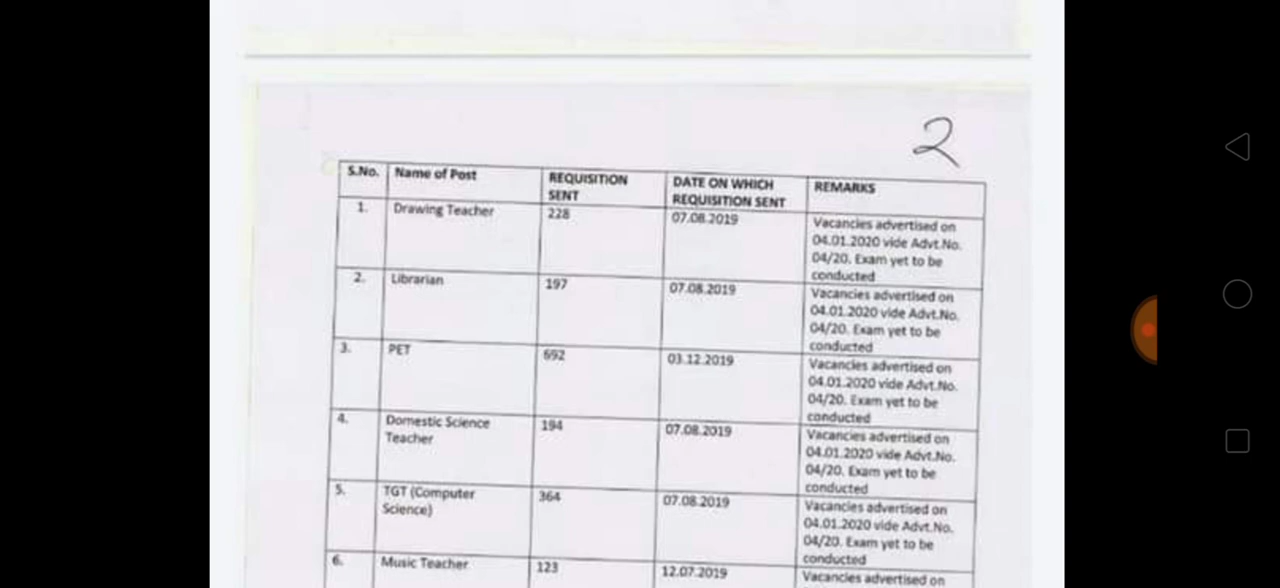 2
S.No. Name of Post REQUISITION SENT DATE ON WHICH REQUISITION SENT REMARKS
1. Drawing Teacher 228 07.08.2019 Vacancies advertised on
04.01.2020 vide Advt.No.
04/20. Exam yet to be
conducted
2. Librarian 197 07.08.2019 Vacancies advertised on
04.01.2020 vide Advt.No.
04/20. Exam yet to be
conducted
3. PET 692 03.12.2019 Vacancies advertised on
04.01.2020 vide Advt.No.
04/20. Exam yet to be
conducted
4. Domestic Science 194 07.08.2019 Vacancies advertised on
Teacher 04.01.2020 vide Advt.No.
04/20. Exam yet to be
conducted
5. TGT (Computer 364 07.08.2019 Vacancies advertised on
Science) 04.01.2020 vide Advt.No.
04/20. Exam yet to be
conducted
6. Music Teacher 123 12.07.2019 Vacancies advertised on